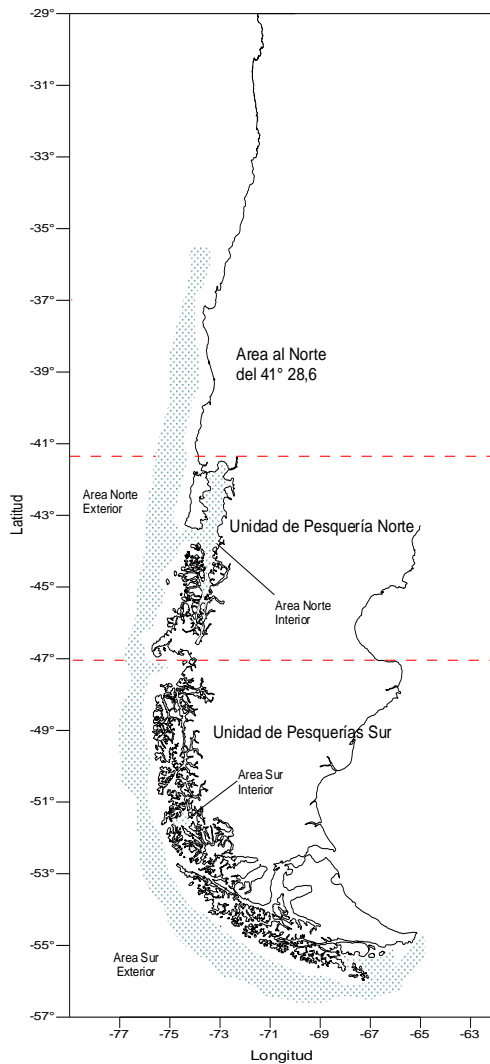 -29°
-31°
-33°
-35°
-37°
-39°
-41°
-43°
-45°
-47°
-49°
-51°
-53°
-55°
-57°
Latitud
Area al Norte
del 41° 28,6
Area Norte
Exterior
Unidad de Pesquería Norte
Area Norte
Interior
Unidad de Pesquerías Sur
Area Sur
Interior
Area Sur
Exterior
-77 -75 -73 -71 -69 -67 -65 -63
Longitud